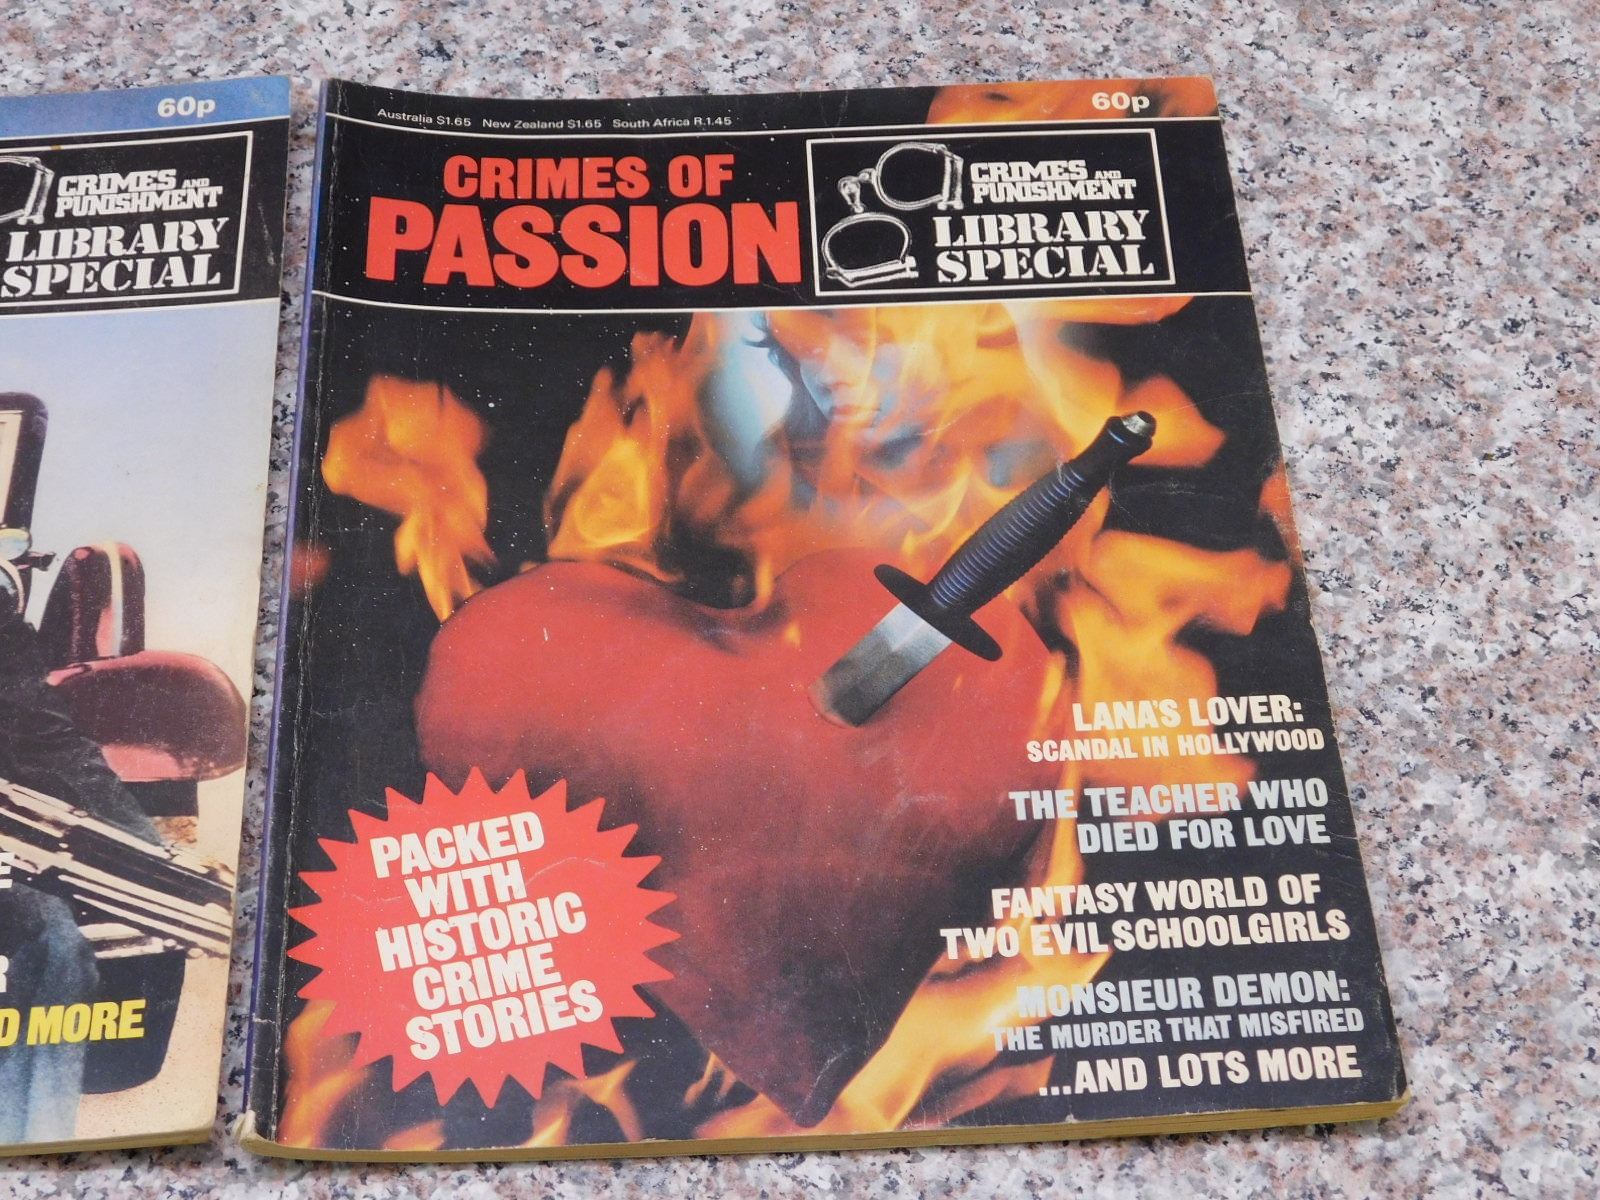 60p
CRIMES AND
PUNISHMENT
LIBRARY
SPECIAL
MORE
Australia $1.65 New Zealand $1.65 South Africa R.1.45
60p
CRIMES OF
PASSION
CRIMES AND
PUNISHMENT
LIBRARY
SPECIAL
LANA'S LOVER:
SCANDAL IN HOLLYWOOD
THE TEACHER WHO
DIED FOR LOVE
FANTASY WORLD OF
TWO EVIL SCHOOLGIRLS
MONSIEUR DEMON:
THE MURDER THAT MISFIRED
...AND LOTS MORE
PACKED
WITH
HISTORIC
CRIME
STORIES